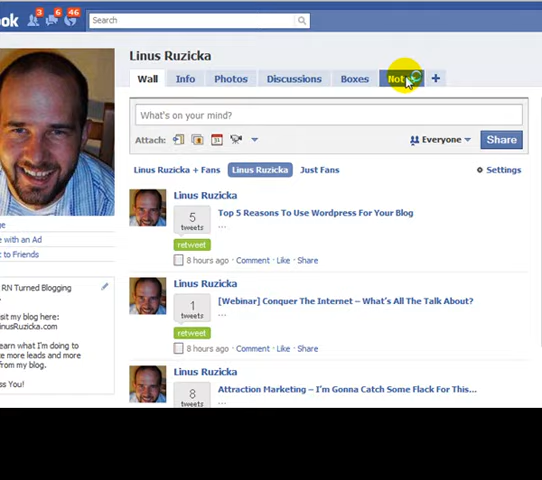 ook 3 6 46 Search
Linus Ruzicka
Wall Info Photos Discussions Boxes Not +
What's on your mind?
Attach: Everyone Share
Linus Ruzicka + Fans Linus Ruzicka Just Fans Settings
Linus Ruzicka
5 tweets
Top 5 Reasons To Use Wordpress For Your Blog
...
retweet
8 hours ago · Comment · Like · Share
Linus Ruzicka
1 tweets
[Webinar] Conquer The Internet – What's All The Talk About?
...
retweet
8 hours ago · Comment · Like · Share
Linus Ruzicka
8 tweets
Attraction Marketing – I'm Gonna Catch Some Flack For This...
...
ge
e with an Ad
t to Friends
RN Turned Blogging
isit my blog here:
inusRuzicka.com
earn what I'm doing to
e more leads and more
from my blog.
ss You!